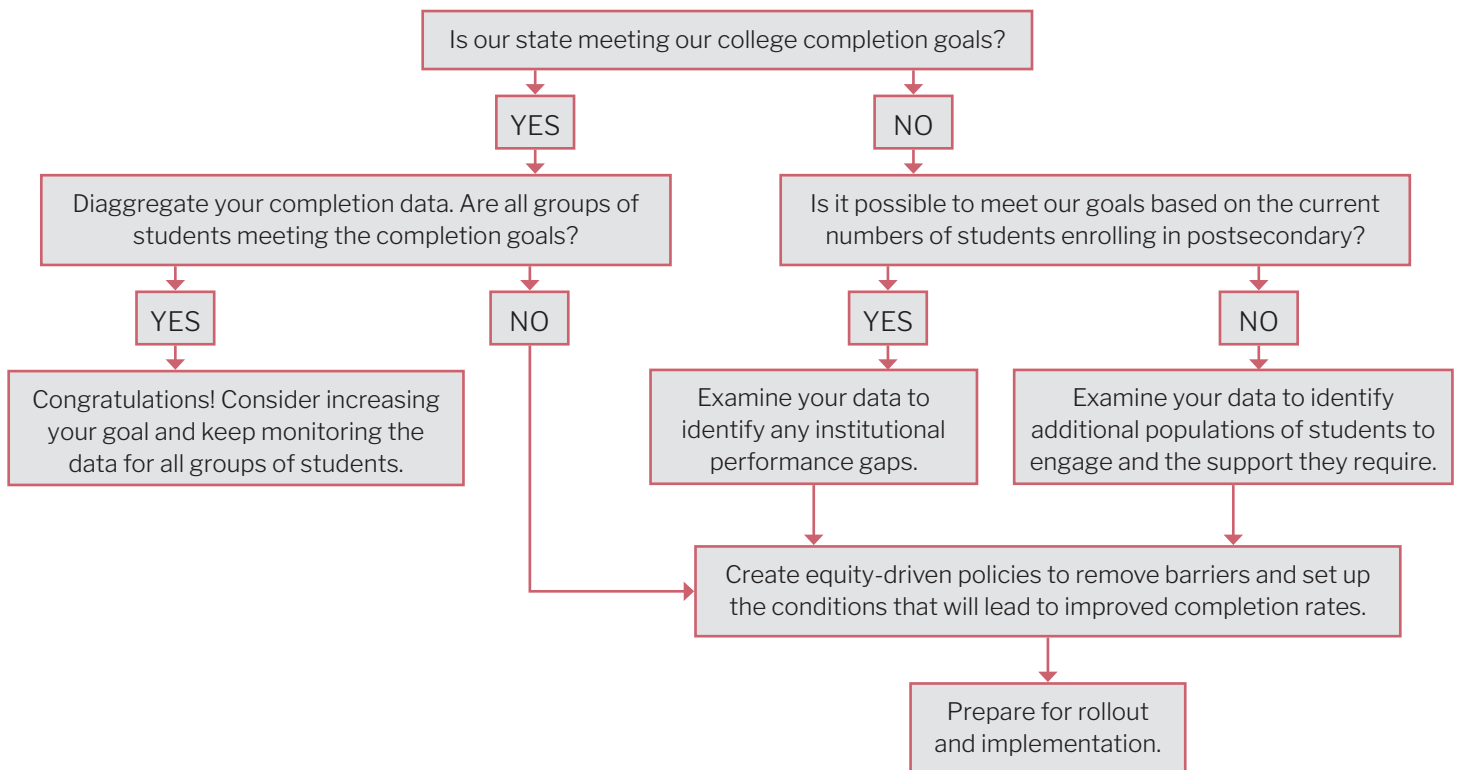 Is our state meeting our college completion goals?
YES
NO
Diaggregate your completion data. Are all groups of
students meeting the completion goals?
Is it possible to meet our goals based on the current
numbers of students enrolling in postsecondary?
YES
NO
YES
NO
Congratulations! Consider increasing
your goal and keep monitoring the
data for all groups of students.
Examine your data to
identify any institutional
performance gaps.
Examine your data to identify
additional populations of students to
engage and the support they require.
Create equity-driven policies to remove barriers and set up
the conditions that will lead to improved completion rates.
Prepare for rollout
and implementation.